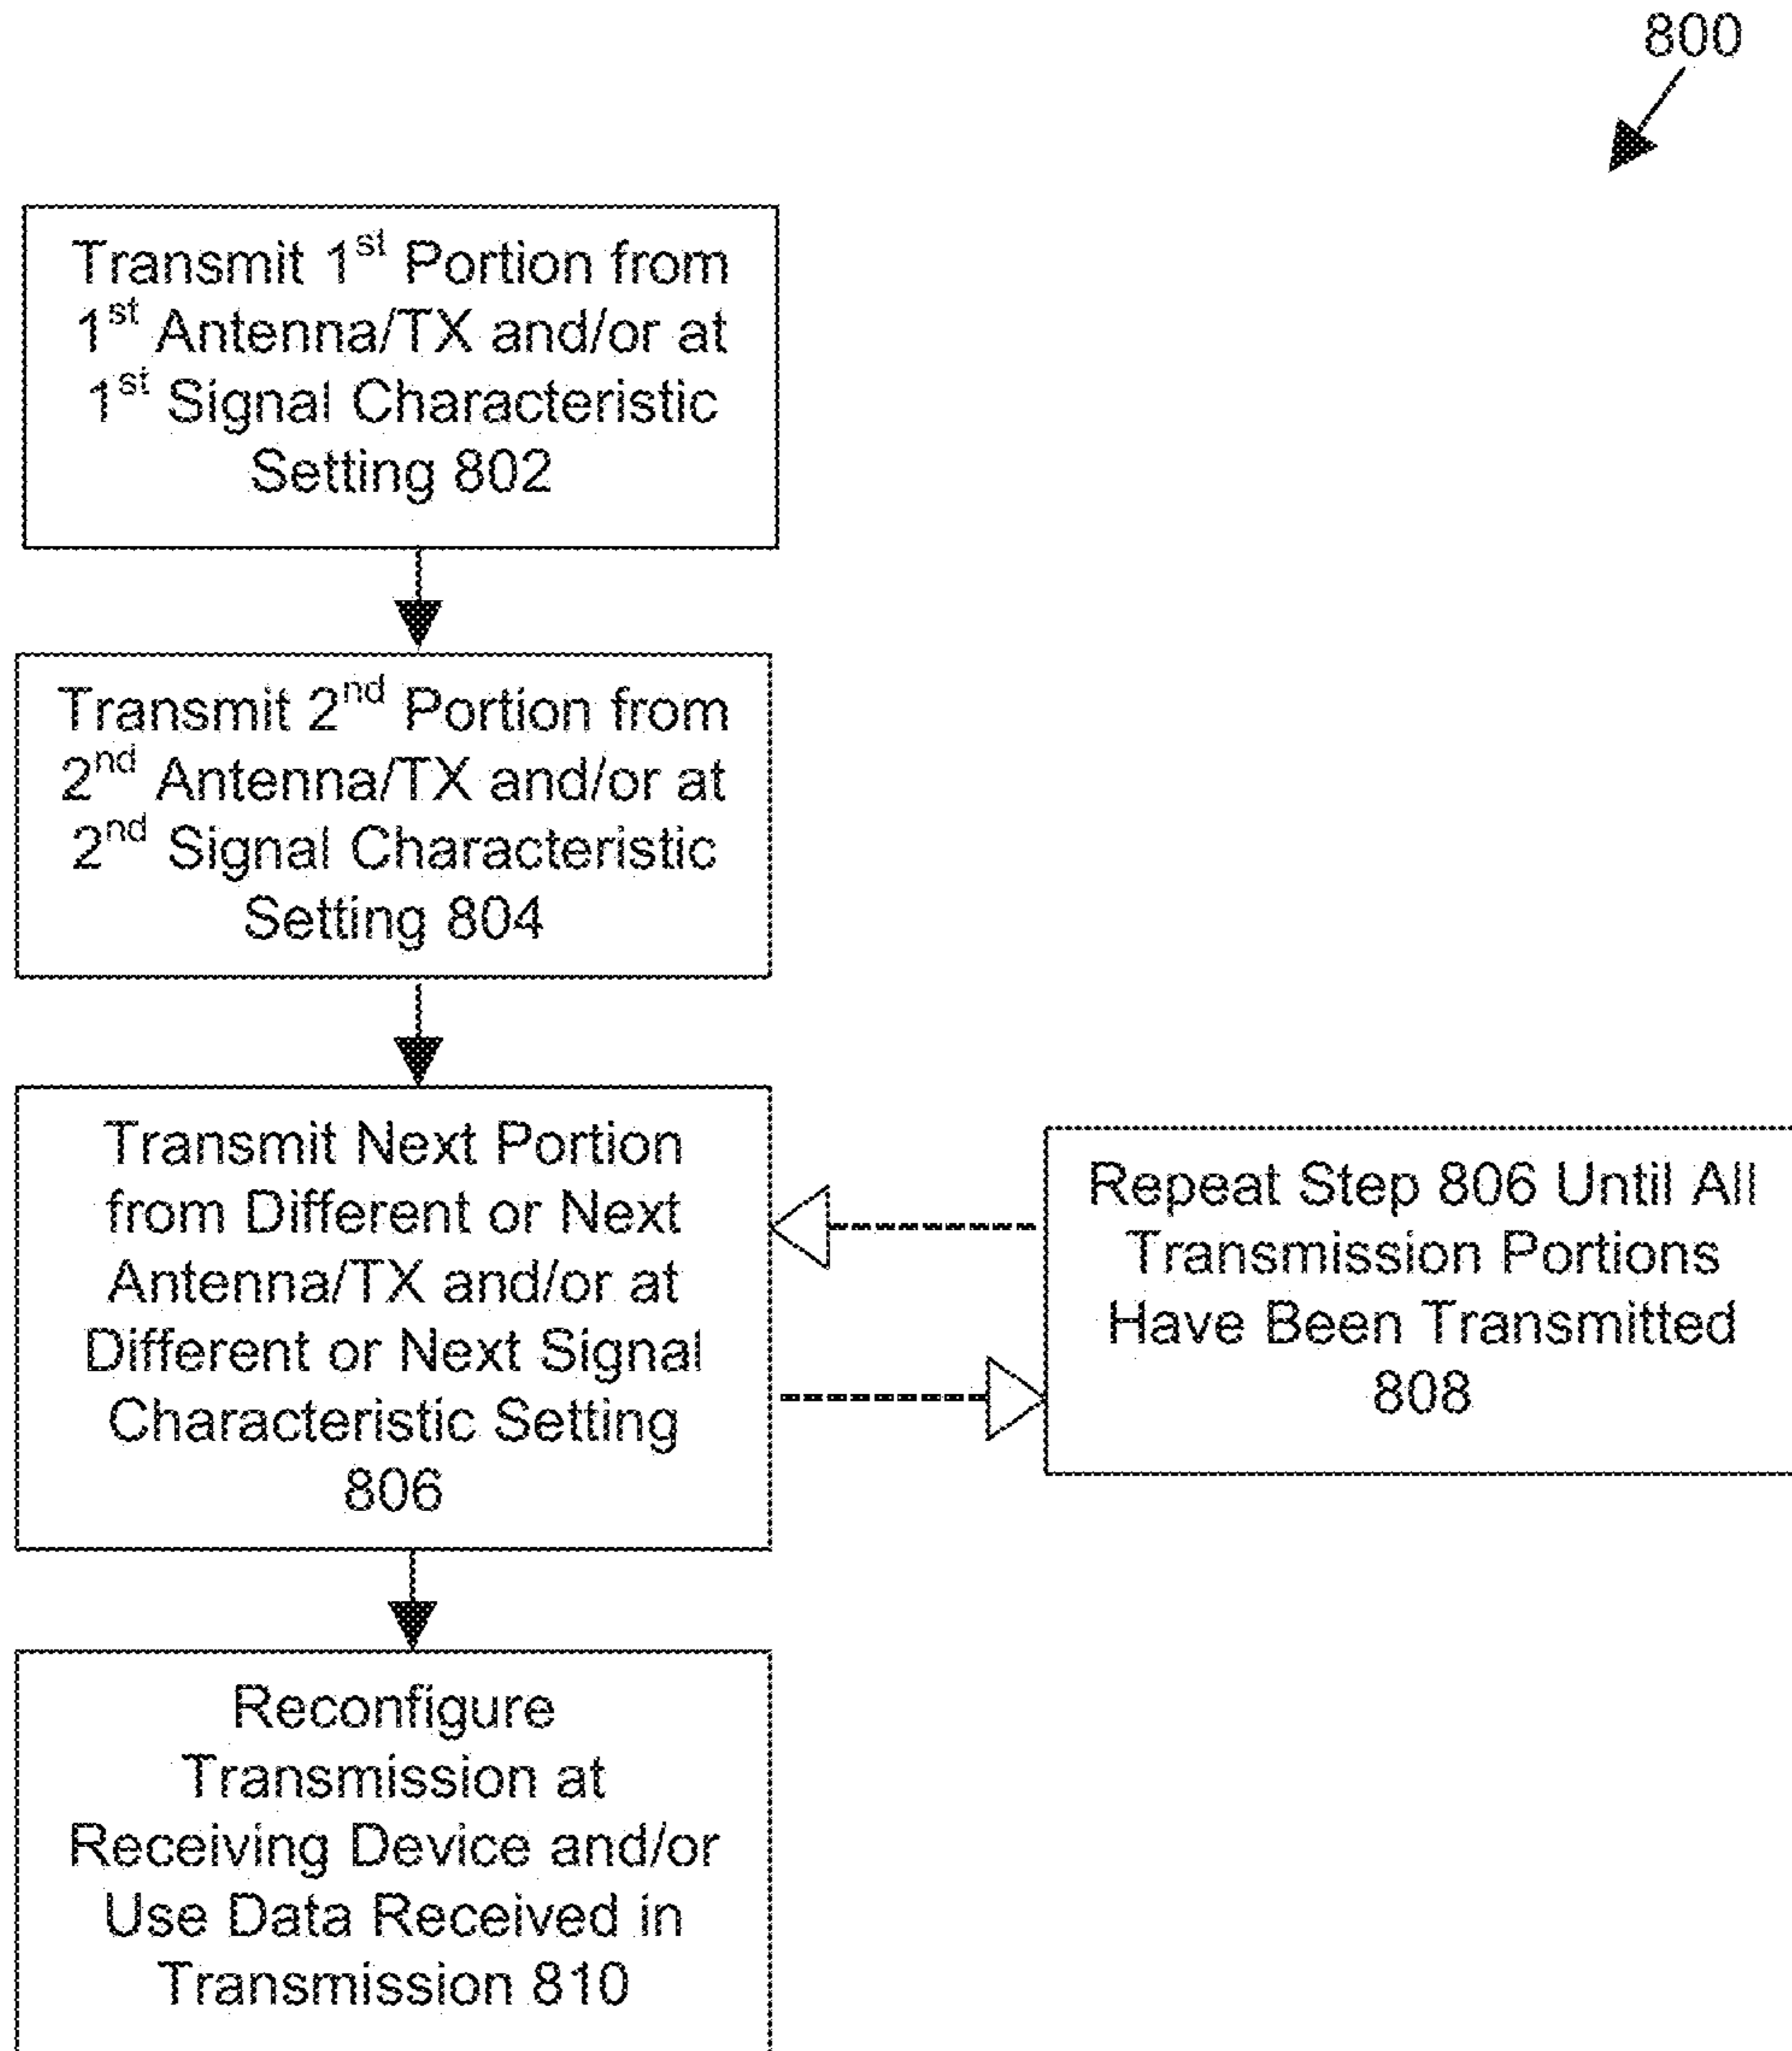 800
Transmit 1st Portion from
1st Antenna/TX and/or at
1st Signal Characteristic
Setting 802
Transmit 2nd Portion from
2nd Antenna/TX and/or at
2nd Signal Characteristic
Setting 804
Transmit Next Portion
from Different or Next
Antenna/TX and/or at
Different or Next Signal
Characteristic Setting
806
Repeat Step 806 Until All
Transmission Portions
Have Been Transmitted
808
Reconfigure
Transmission at
Receiving Device and/or
Use Data Received in
Transmission 810